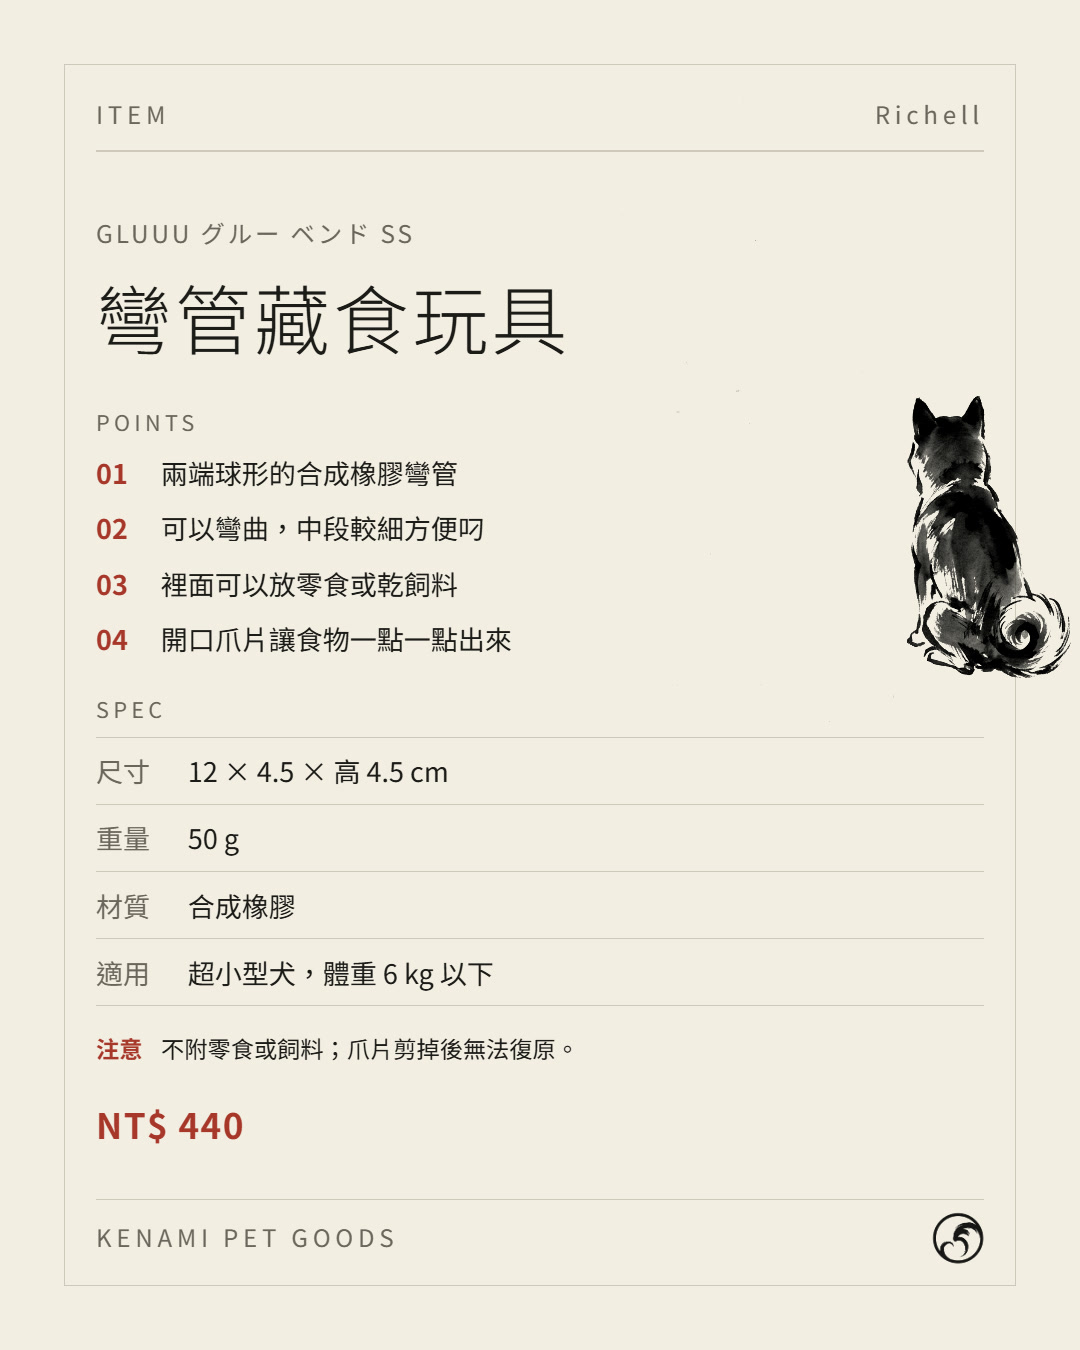 ITEM
Richell
GLUUU グルー ベンド SS
彎管藏食玩具
POINTS
01 兩端球形的合成橡膠彎管
02 可以彎曲，中段較細方便叼
03 裡面可以放零食或乾飼料
04 開口爪片讓食物一點一點出來
SPEC
尺寸 12 × 4.5 × 高 4.5 cm
重量 50 g
材質 合成橡膠
適用 超小型犬，體重 6 kg 以下
注意 不附零食或飼料；爪片剪掉後無法復原。
NT$ 440
KENAMI PET GOODS